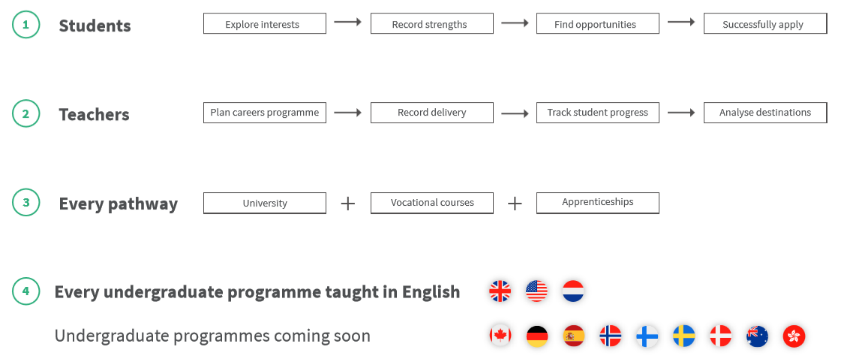 1 Students Explore interests Record strengths Find opportunities Successfully apply
2 Teachers Plan careers programme Record delivery Track student progress Analyse destinations
3 Every pathway University + Vocational courses + Apprenticeships
4 Every undergraduate programme taught in English
Undergraduate programmes coming soon